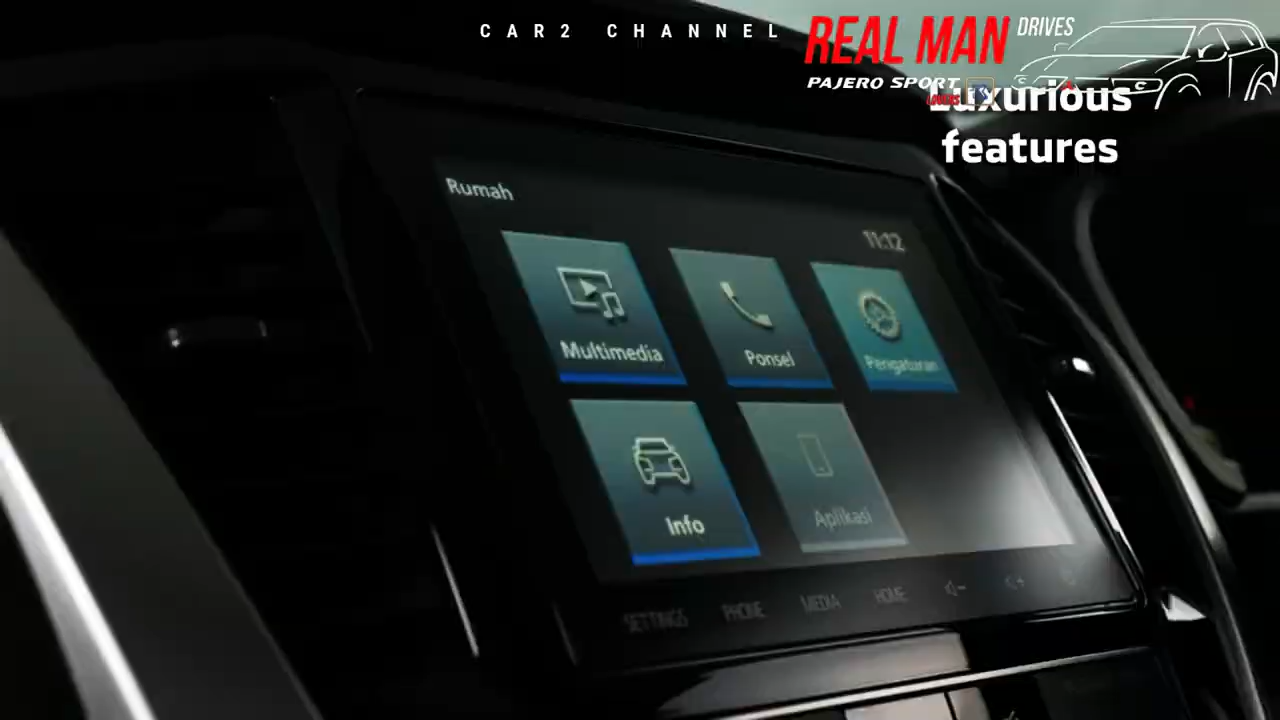 CAR2 CHANNEL
REAL MAN DRIVES
PAJERO SPORT
LOVERS
Luxurious
features
Rumah
11:12
Multimedia
Ponsel
Pengaturan
Info
Aplikasi
SETTINGS PHONE MEDIA HOME